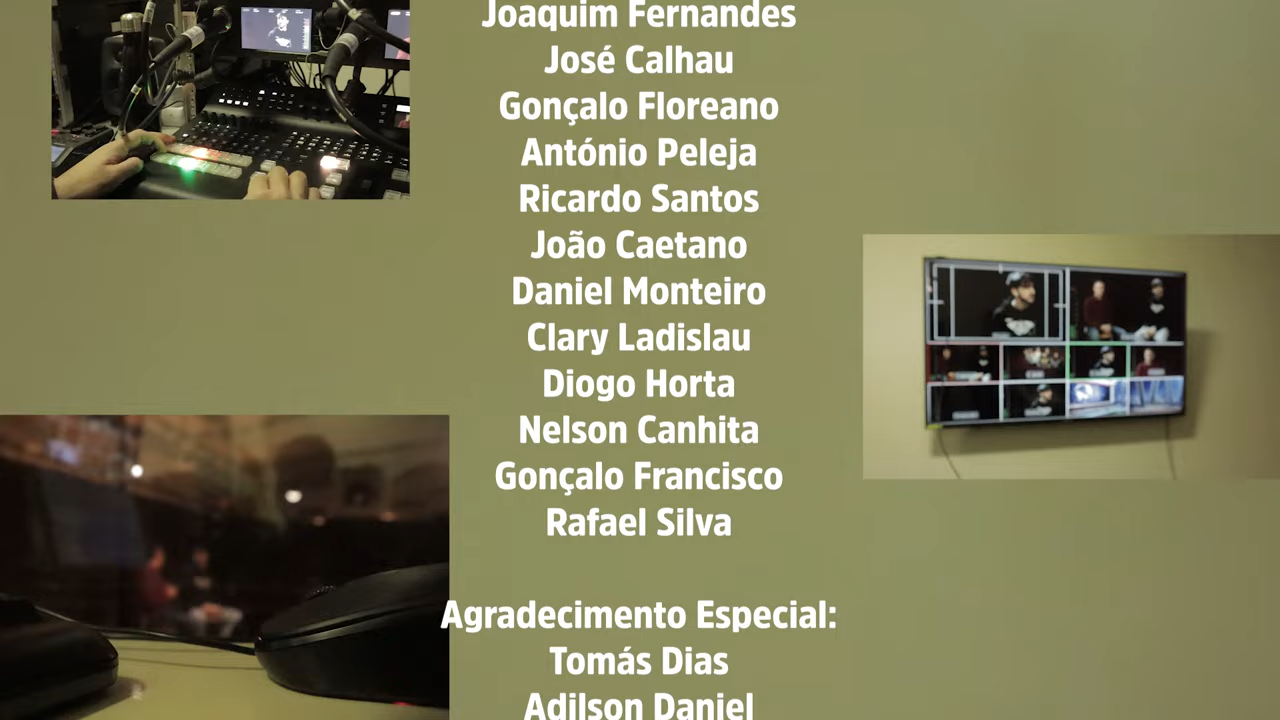 Joaquim Fernandes
José Calhau
Gonçalo Floreano
António Peleja
Ricardo Santos
João Caetano
Daniel Monteiro
Clary Ladislau
Diogo Horta
Nelson Canhita
Gonçalo Francisco
Rafael Silva
Agradecimento Especial:
Tomás Dias
Adilson Daniel